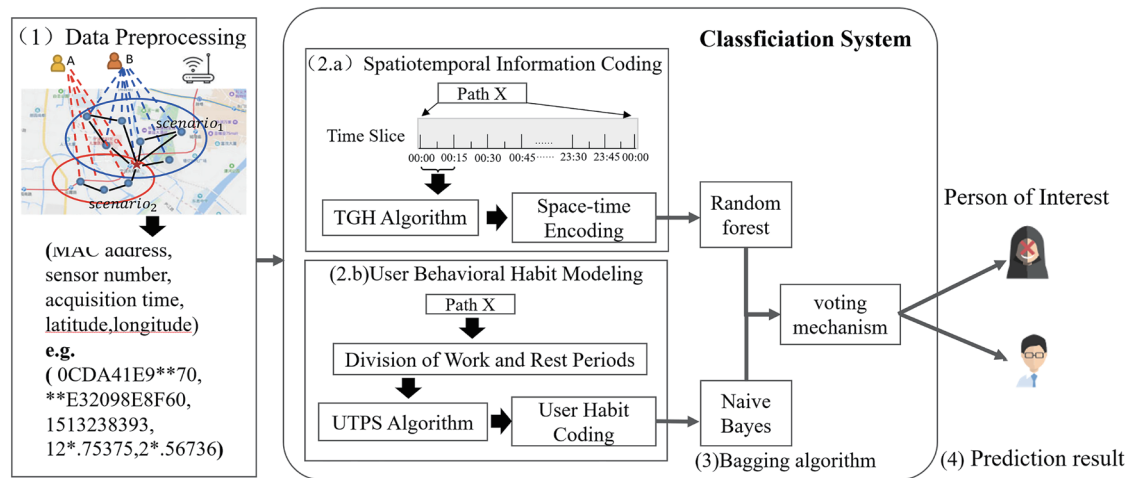 (1) Data Preprocessing
A
B
scenario₁
scenario₂
(MAC address,
sensor number,
acquisition time,
latitude,longitude)
e.g.
( 0CDA41E9**70,
**E32098E8F60,
1513238393,
12*.75375,2*.56736)
Classficiation System
(2.a) Spatiotemporal Information Coding
Path X
Time Slice
......
00:00 00:15 00:30 00:45 ...... 23:30 23:45 00:00
TGH Algorithm
Space-time
Encoding
(2.b)User Behavioral Habit Modeling
Path X
Division of Work and Rest Periods
UTPS Algorithm
User Habit
Coding
Random
forest
Naive
Bayes
voting
mechanism
(3)Bagging algorithm
Person of Interest
(4) Prediction result